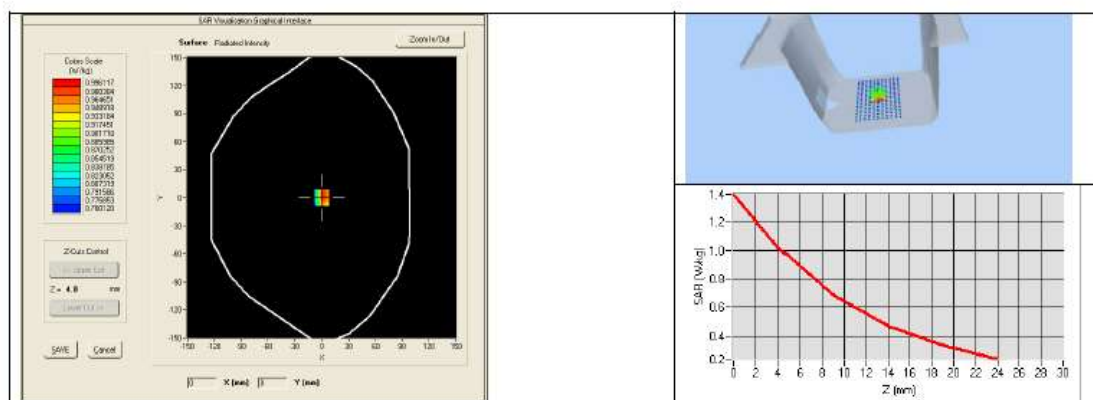 SAR Visualisation Graphical Interface
Surface Radiated Intensity
Zoom In/Out
Colors Scale
(W/kg)
0.996117
0.980384
0.964651
0.948918
0.933184
0.917451
0.901718
0.885985
0.870252
0.854519
0.838785
0.823052
0.807319
0.791586
0.775853
0.760120
150
120
90
60
30
0
-30
-60
-90
-120
-150
Y
-150 -120 -90 -60 -30 0 30 60 90 120 150
X
Z-Cuts Control
Z = 4.0 mm
SAVE Cancel
0 X (mm) 0 Y (mm)
1.4
1.2
1.0
0.8
0.6
0.4
0.2
SAR (W/kg)
0 2 4 6 8 10 12 14 16 18 20 22 24 26 28 30
Z (mm)